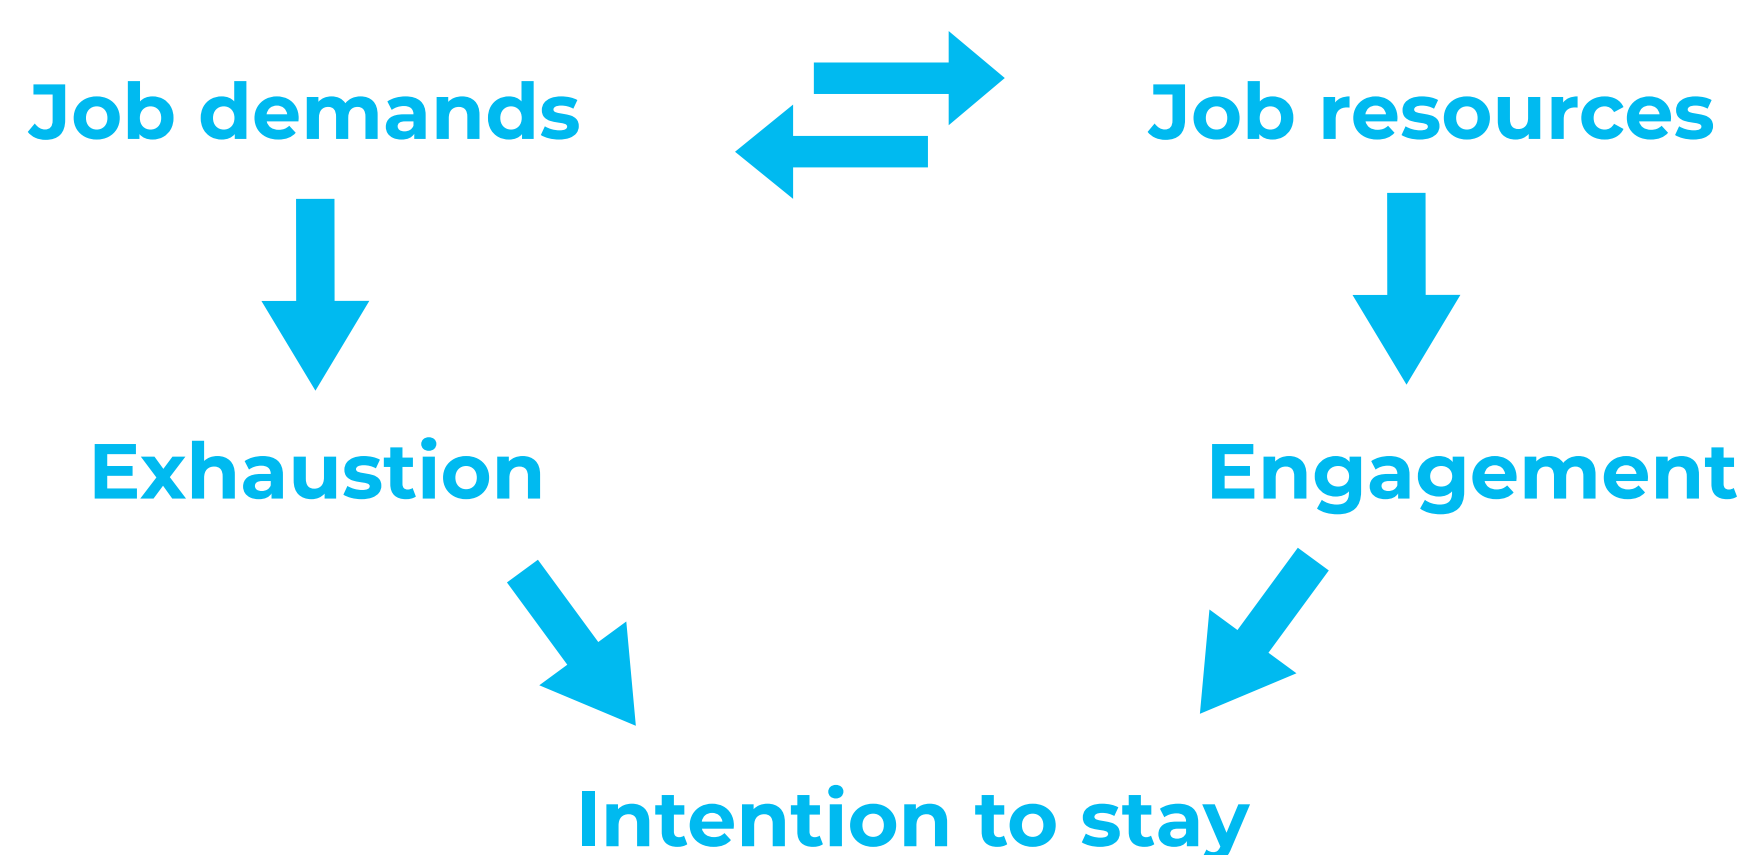 Job demands
Job resources
Exhaustion
Engagement
Intention to stay